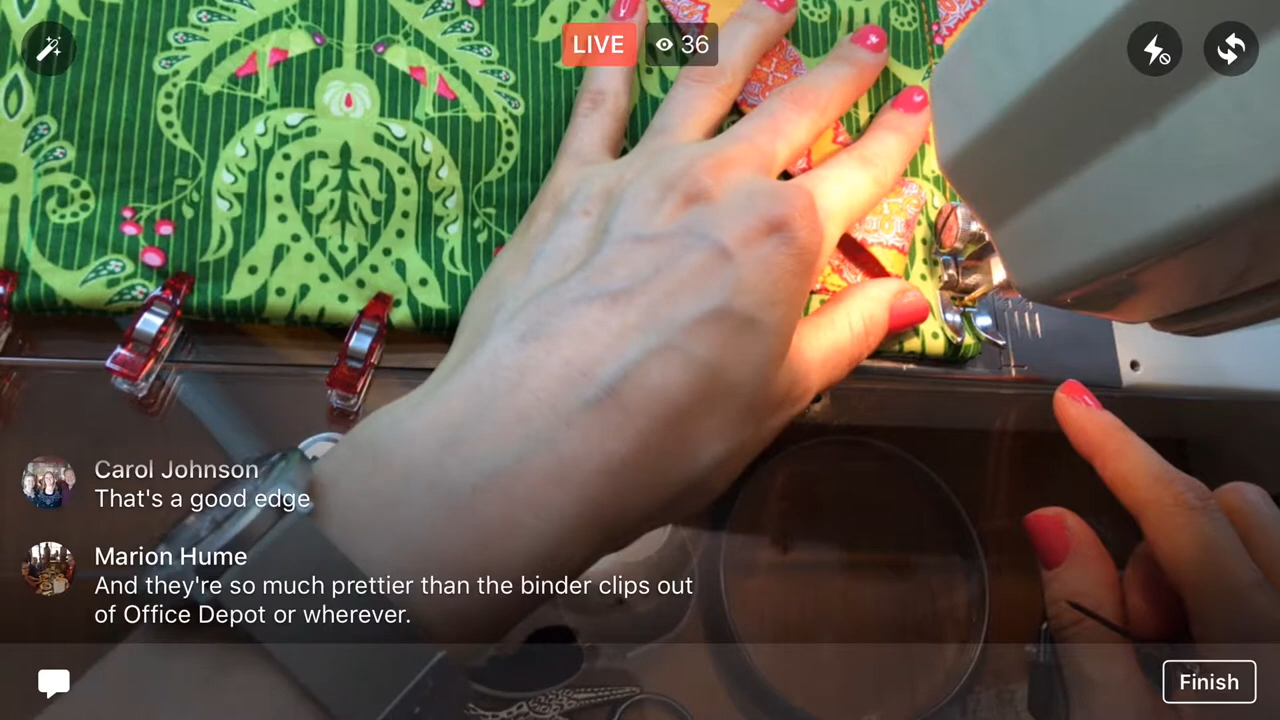 LIVE
36
Carol Johnson
That's a good edge
Marion Hume
And they're so much prettier than the binder clips out
of Office Depot or wherever.
Finish